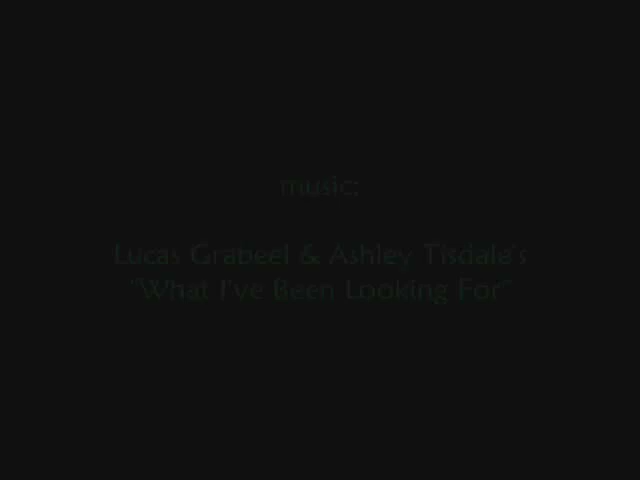 music:
Lucas Grabeel & Ashley Tisdale's
"What I've Been Looking For"